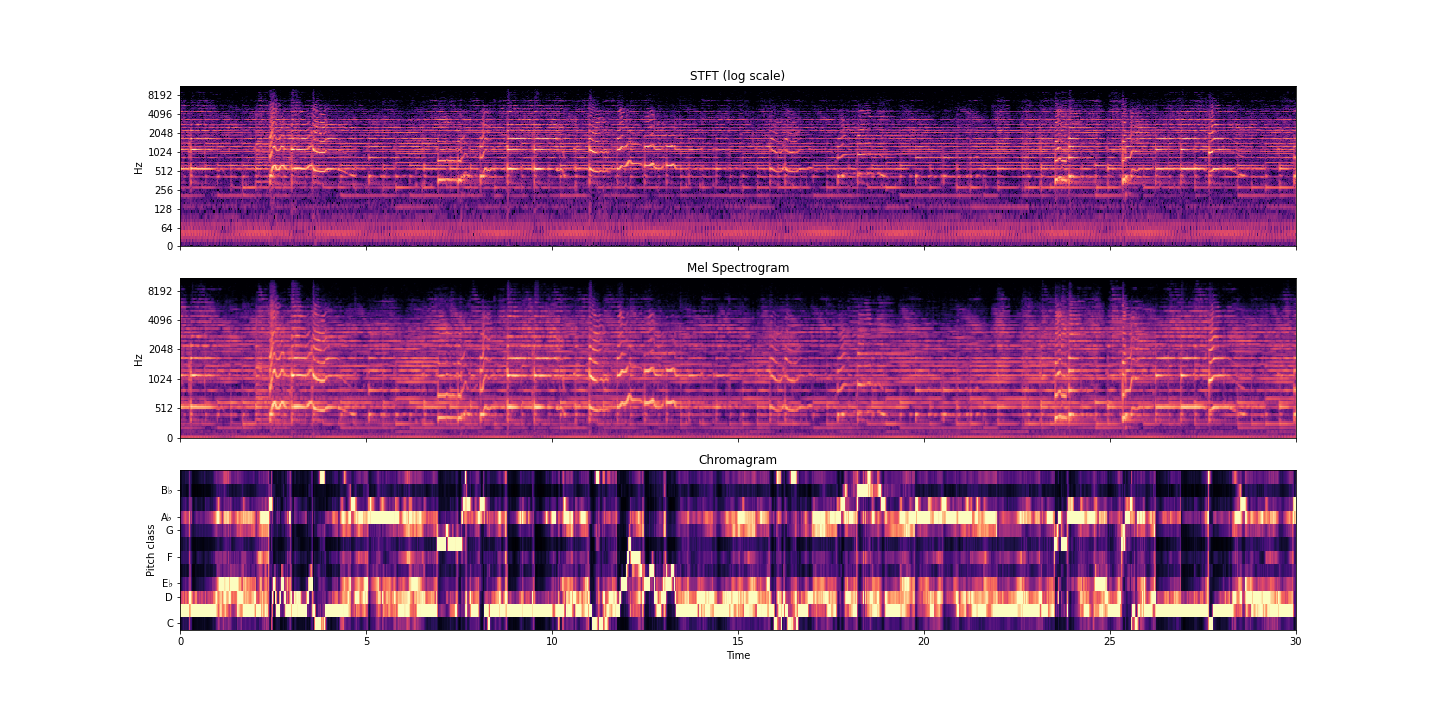 STFT (log scale)
8192
4096
2048
1024
512
256
128
64
0
Hz
Mel Spectrogram
8192
4096
2048
1024
512
0
Hz
Chromagram
B♭
A♭
G
F
E♭
D
C
Pitch class
0 5 10 15 20 25 30
Time